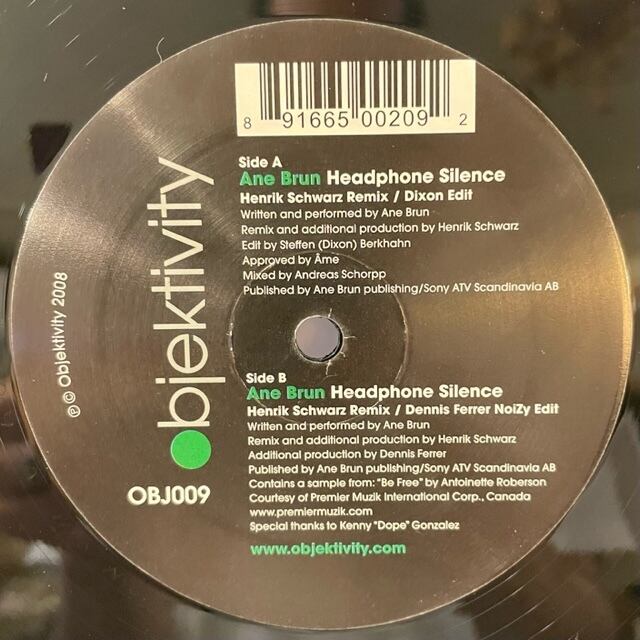 8 91665 00209 2
Side A
Ane Brun Headphone Silence
Henrik Schwarz Remix / Dixon Edit
Written and performed by Ane Brun
Remix and additional production by Henrik Schwarz
Edit by Steffen (Dixon) Berkhahn
Approved by Âme
Mixed by Andreas Schorpp
Published by Ane Brun publishing/Sony ATV Scandinavia AB
objektivity
℗© Objektivity 2008
OBJ009
Side B
Ane Brun Headphone Silence
Henrik Schwarz Remix / Dennis Ferrer NoiZy Edit
Written and performed by Ane Brun
Remix and additional production by Henrik Schwarz
Additional production by Dennis Ferrer
Published by Ane Brun publishing/Sony ATV Scandinavia AB
Contains a sample from: "Be Free" by Antoinette Roberson
Courtesy of Premier Muzik International Corp., Canada
www.premiermuzik.com
Special thanks to Kenny "Dope" Gonzalez
www.objektivity.com